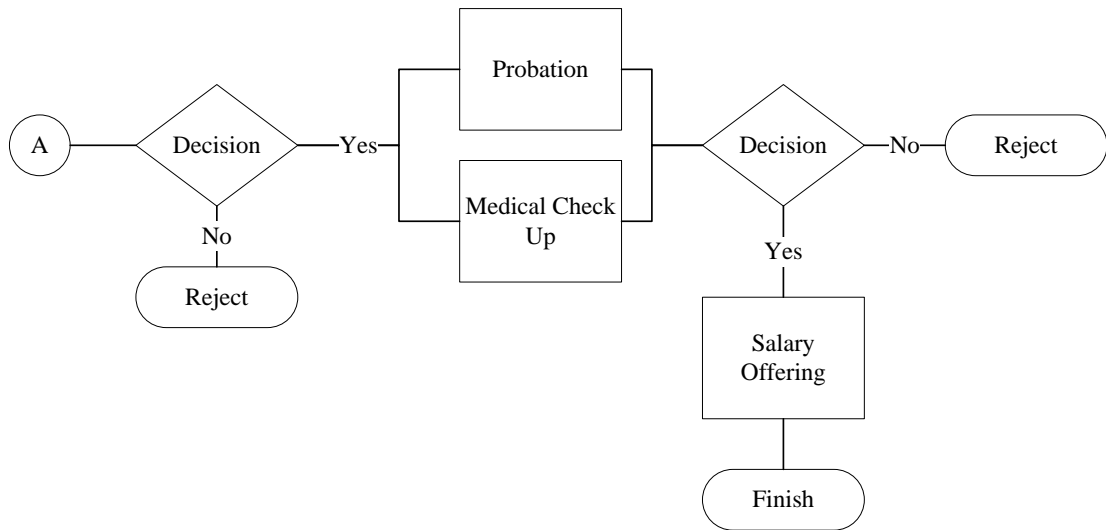 Probation
A
Decision
Yes
Decision
No
Reject
Medical Check
Up
No
Yes
Reject
Salary
Offering
Finish